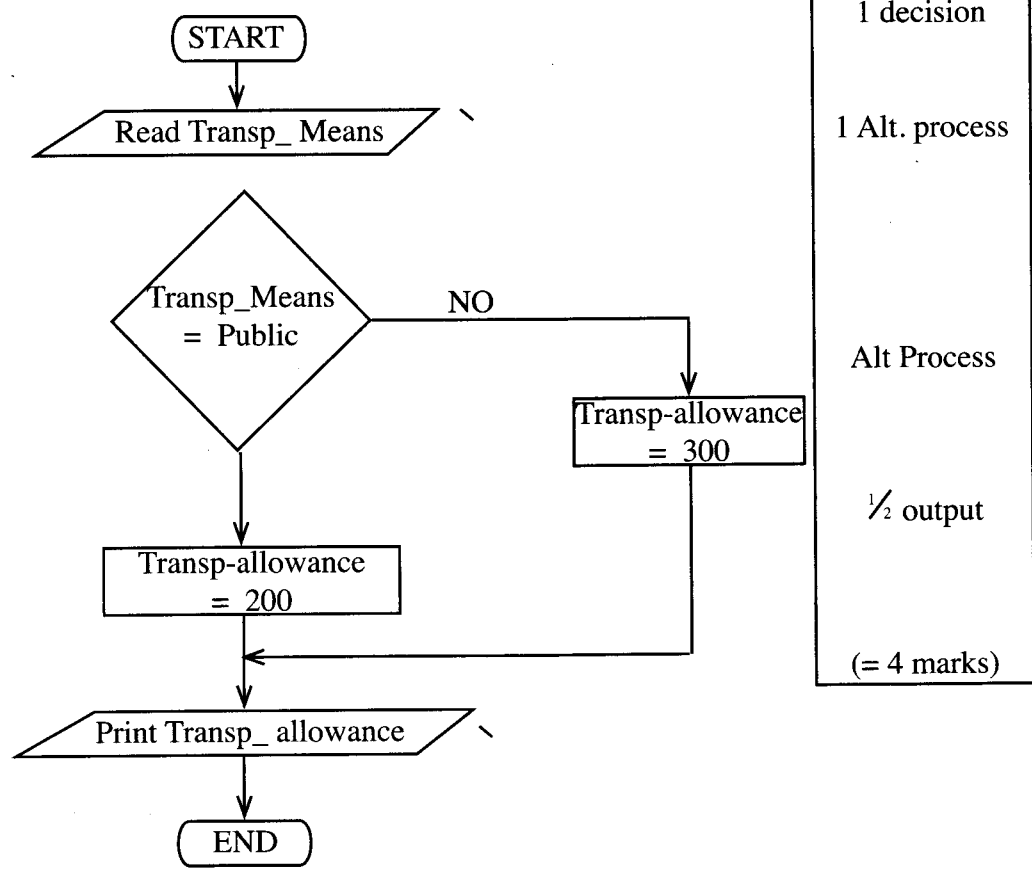 START
Read Transp_ Means
Transp_Means
= Public
NO
Transp-allowance
= 300
Transp-allowance
= 200
Print Transp_ allowance
END
1 decision
1 Alt. process
Alt Process
½ output
(= 4 marks)